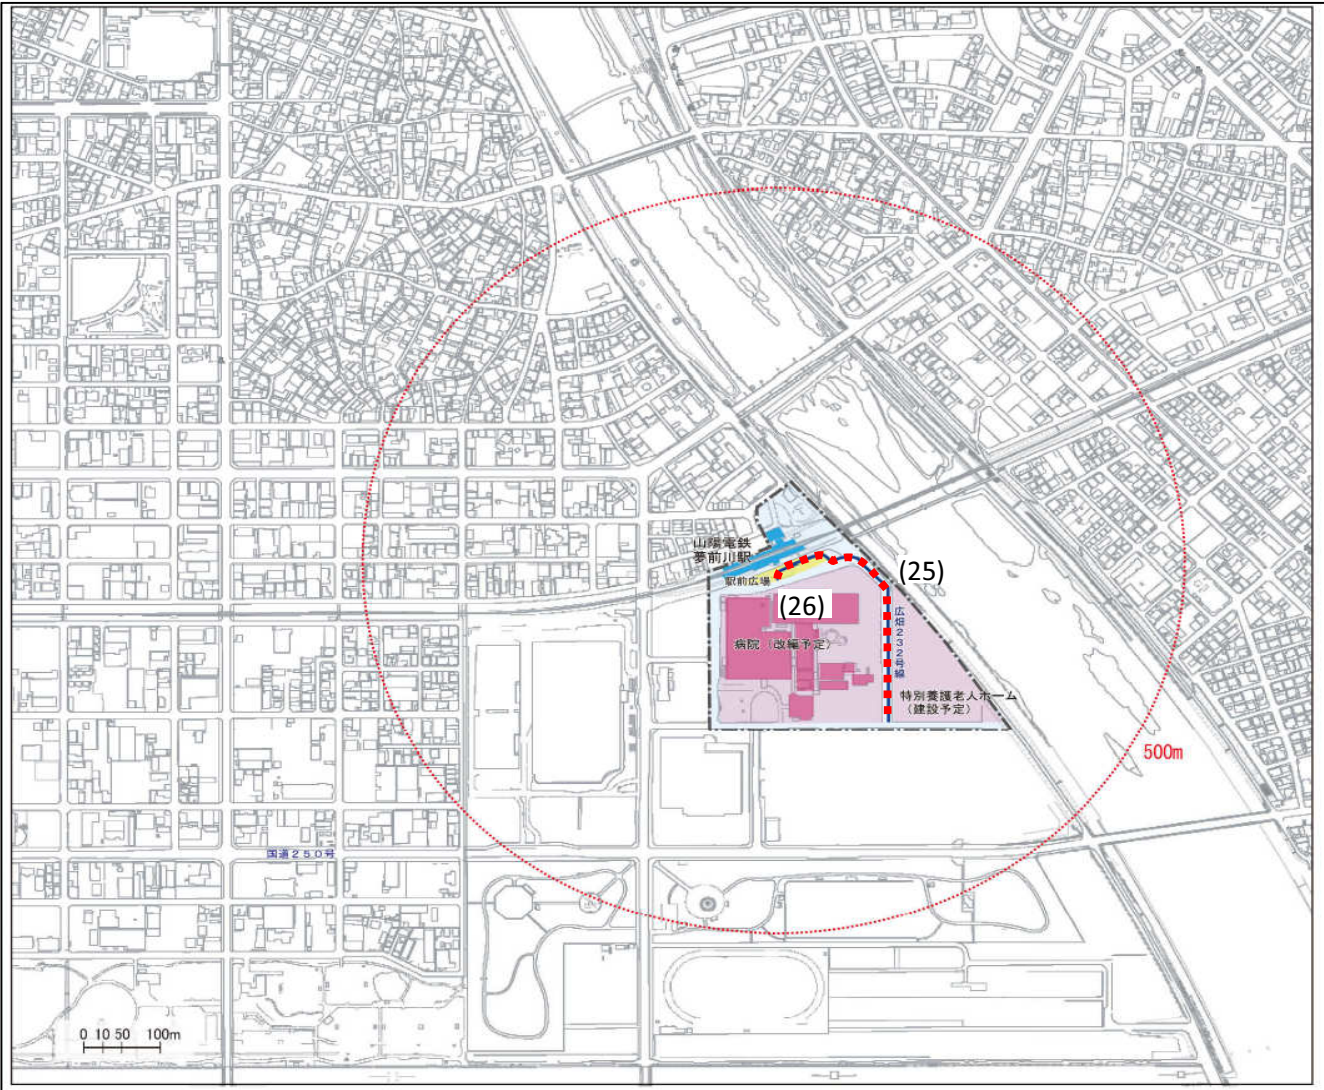 山陽電鉄
夢前川駅
駅前広場
(25)
(26)
広畑232号線
病院(改編予定)
特別養護老人ホーム
(建設予定)
500m
国道250号
0 10 50 100m